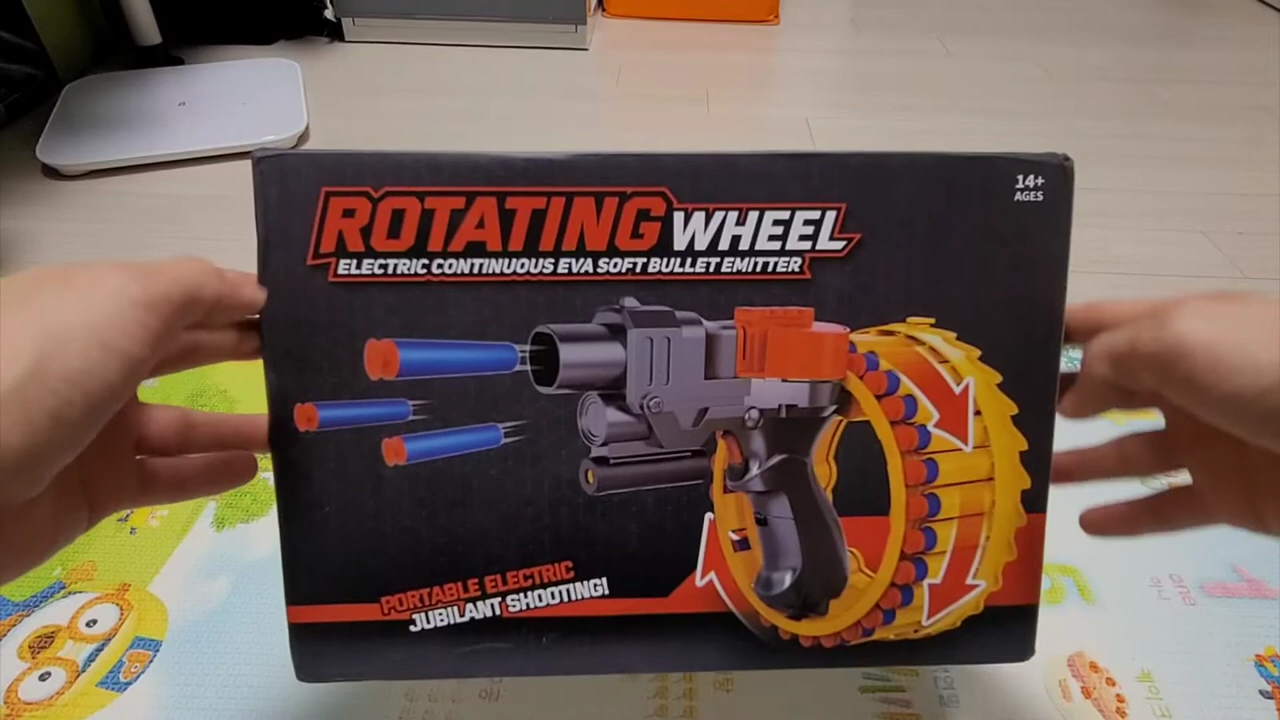 14+
AGES
ROTATING WHEEL
ELECTRIC CONTINUOUS EVA SOFT BULLET EMITTER
PORTABLE ELECTRIC
JUBILANT SHOOTING!